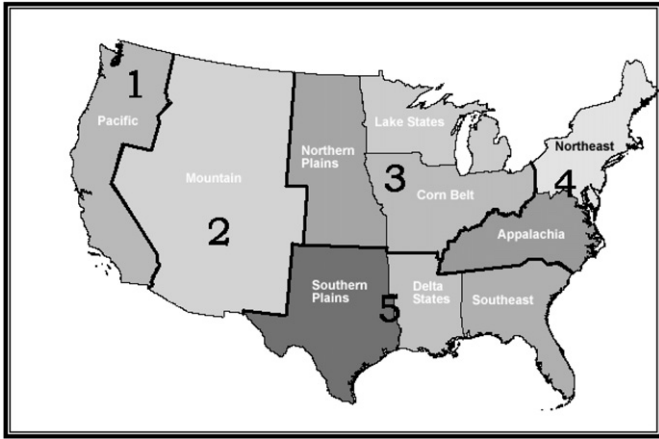 1
Pacific
Mountain
2
Northern
Plains
Lake States
3
Corn Belt
Northeast
4
Appalachia
Southern
Plains
5
Delta
States
Southeast